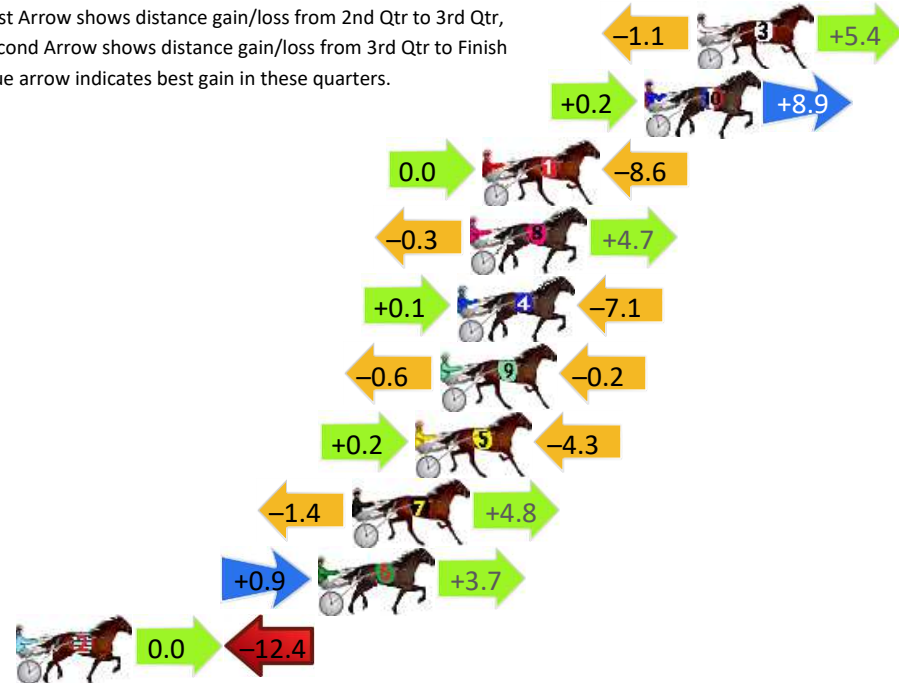 st Arrow shows distance gain/loss from 2nd Qtr to 3rd Qtr,
cond Arrow shows distance gain/loss from 3rd Qtr to Finish
ue arrow indicates best gain in these quarters.
–1.1 3 +5.4
+0.2 10 +8.9
0.0 1 –8.6
–0.3 8 +4.7
+0.1 4 –7.1
–0.6 9 –0.2
+0.2 5 –4.3
–1.4 7 +4.8
+0.9 6 +3.7
2 0.0 –12.4